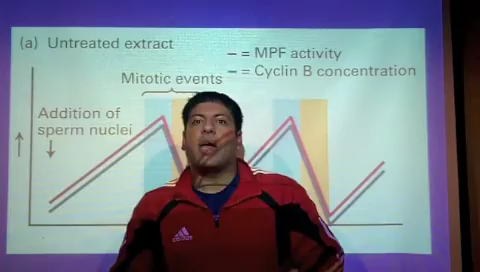 (a) Untreated extract
– = MPF activity
– = Cyclin B concentration
Mitotic events
Addition of
sperm nuclei
adidas